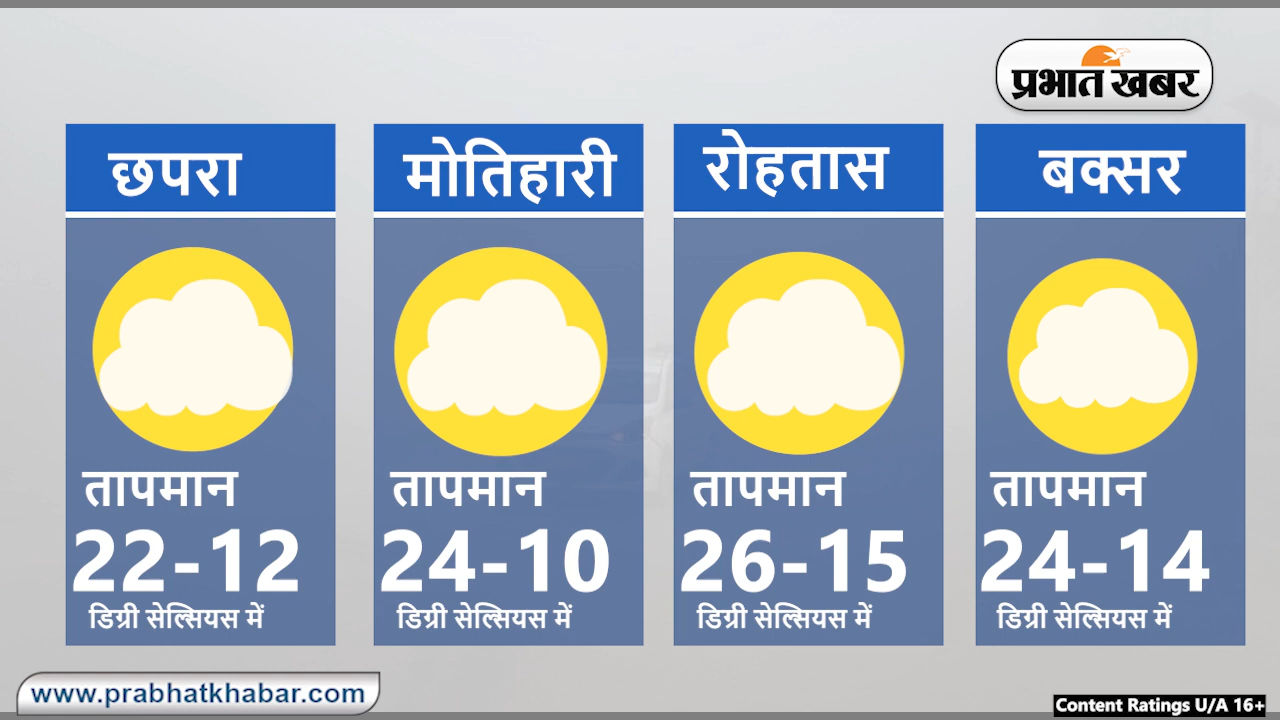 प्रभात खबर
छपरा
मोतिहारी
रोहतास
बक्सर
तापमान
22-12
डिग्री सेल्सियस में
तापमान
24-10
डिग्री सेल्सियस में
तापमान
26-15
डिग्री सेल्सियस में
तापमान
24-14
डिग्री सेल्सियस में
www.prabhatkhabar.com
Content Ratings U/A 16+